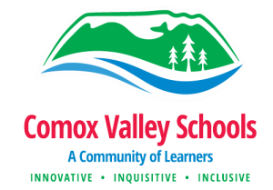 Comox Valley Schools
A Community of Learners
INNOVATIVE • INQUISITIVE • INCLUSIVE